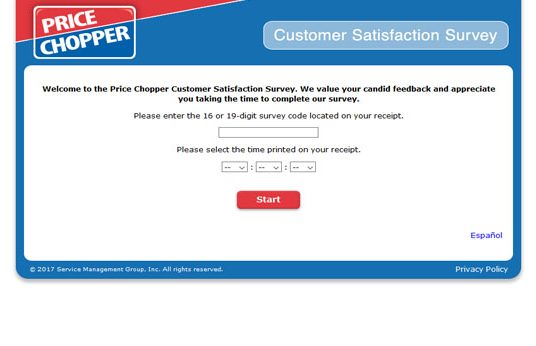 PRICE
CHOPPER
Customer Satisfaction Survey
Welcome to the Price Chopper Customer Satisfaction Survey. We value your candid feedback and appreciate
you taking the time to complete our survey.
Please enter the 16 or 19-digit survey code located on your receipt.
Please select the time printed on your receipt.
-- : -- : --
Start
Español
© 2017 Service Management Group, Inc. All rights reserved.
Privacy Policy